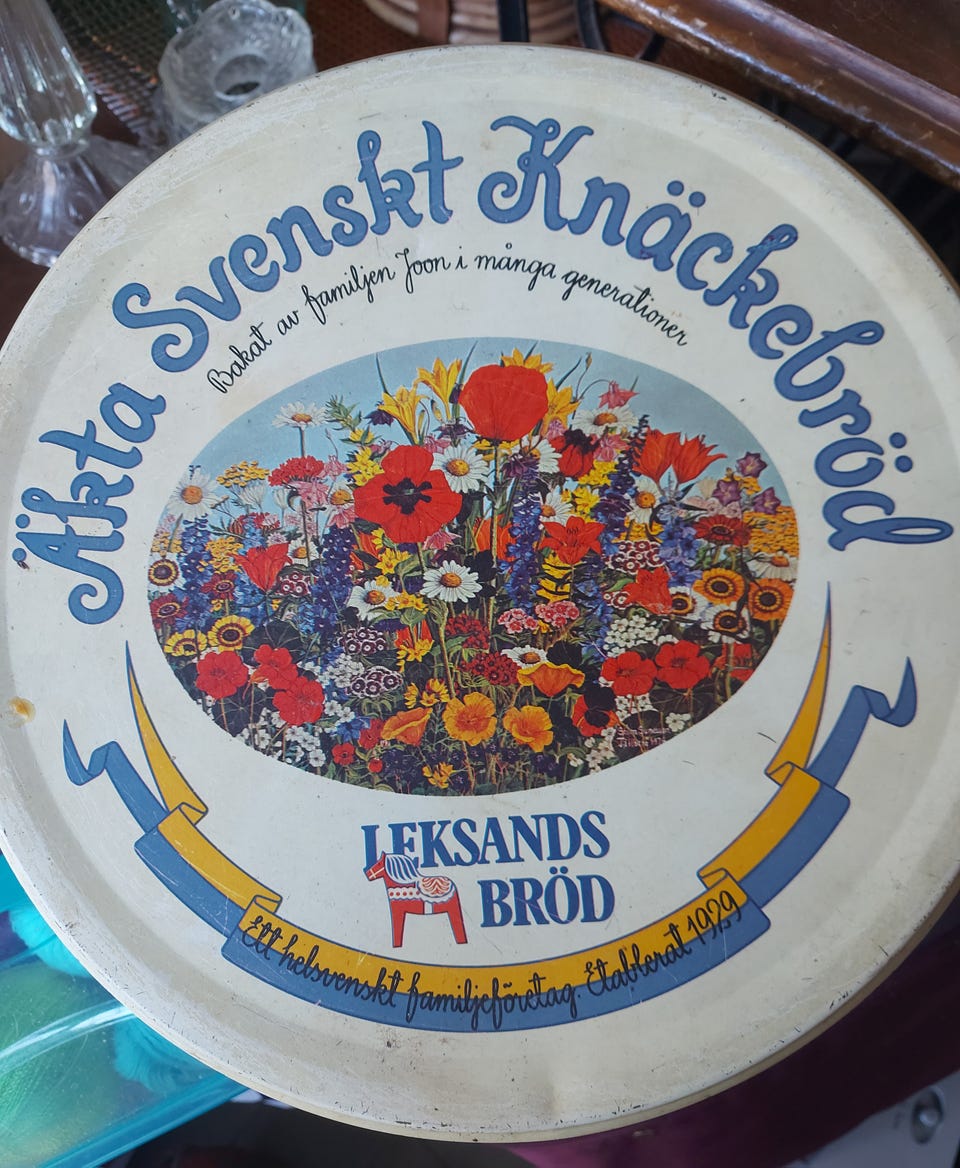 Äkta Svenskt Knäckebröd
Bakat av familjen Joon i många generationer
LEKSANDS
BRÖD
Ett helsvenskt familjeföretag. Etablerat 1929